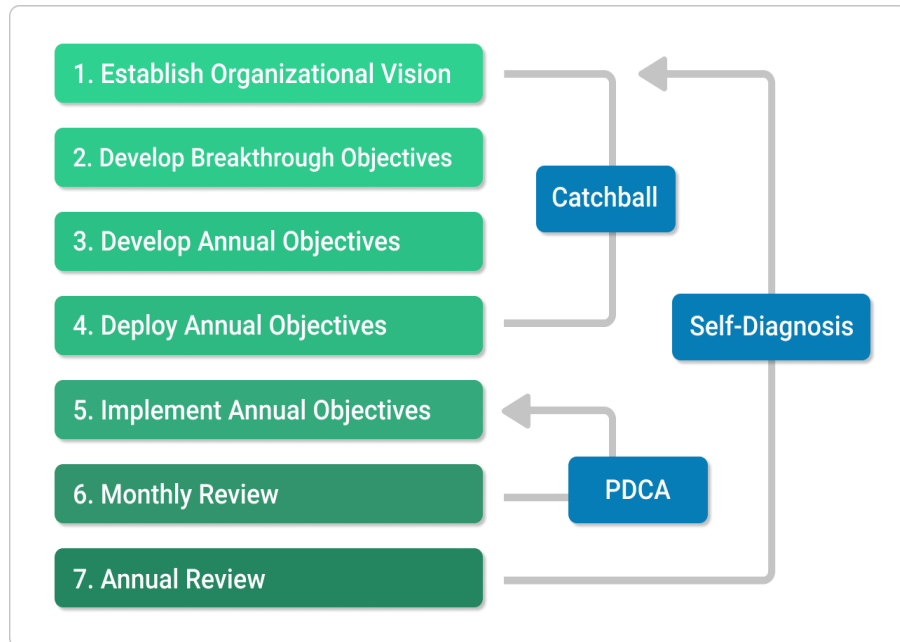 1. Establish Organizational Vision
2. Develop Breakthrough Objectives
Catchball
3. Develop Annual Objectives
4. Deploy Annual Objectives
Self-Diagnosis
5. Implement Annual Objectives
6. Monthly Review
PDCA
7. Annual Review